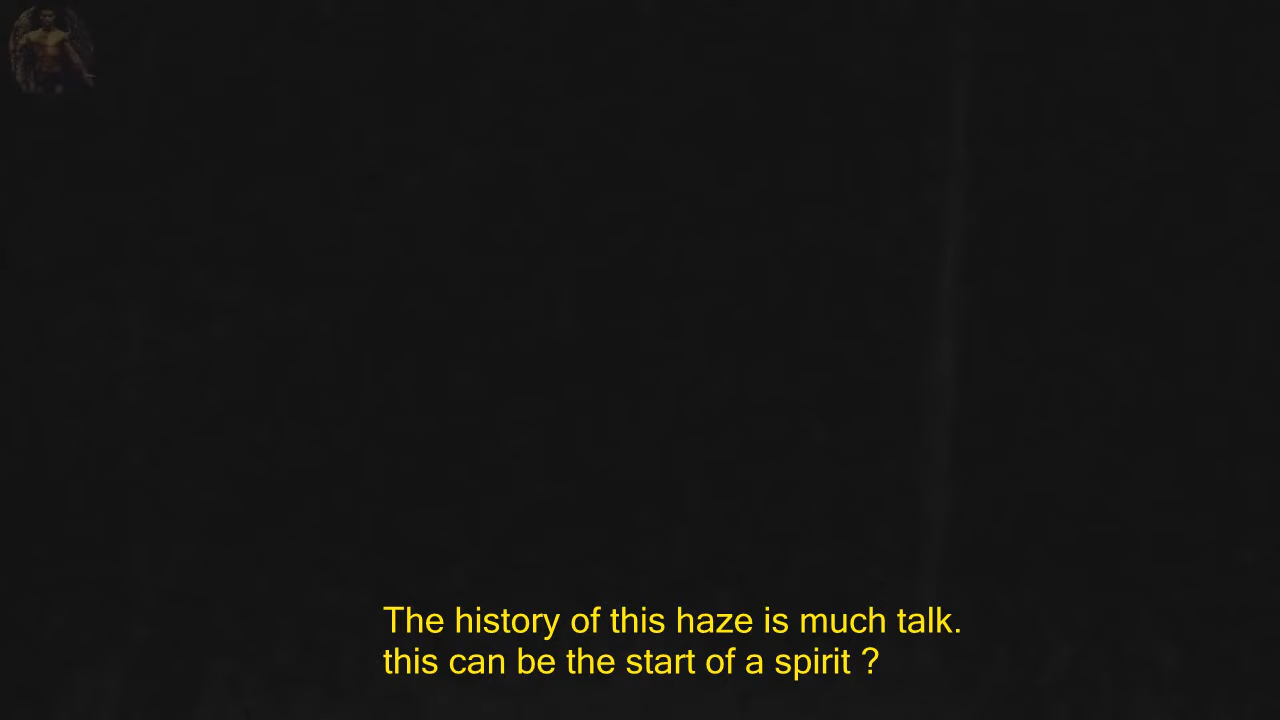 The history of this haze is much talk.
this can be the start of a spirit ?